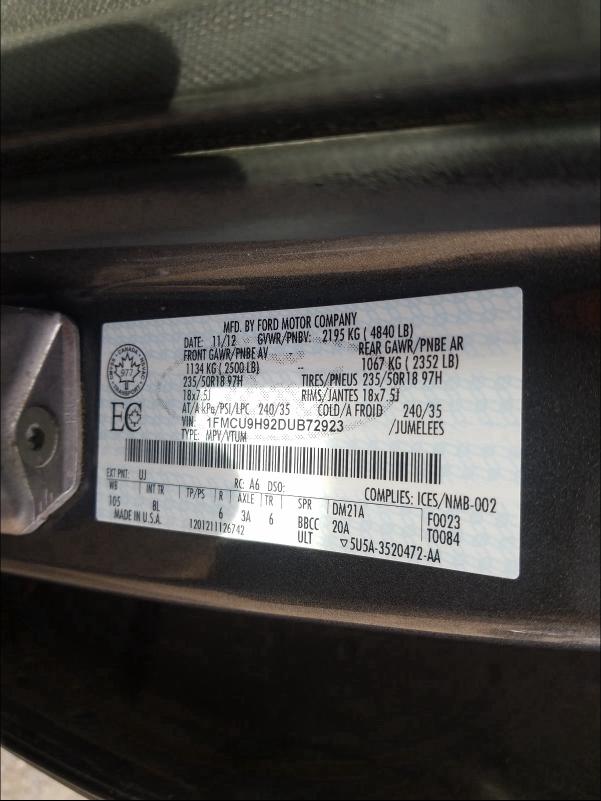 MFD. BY FORD MOTOR COMPANY
DATE: 11/12 GVWR/PNBV: 2195 KG ( 4840 LB)
FRONT GAWR/PNBE AV - REAR GAWR/PNBE AR
1134 KG ( 2500 LB) -- 1067 KG ( 2352 LB)
235/50R18 97H TIRES/PNEUS 235/50R18 97H
18x7.5J RIMS/JANTES 18x7.5J
AT/A kPa/PSI/LPC 240/35 COLD/A FROID 240/35
VIN: 1FMCU9H92DUB72923 /JUMELEES
TYPE: MPV/VTUM
EC
CANADA
TRANSPORT
977
EXT PNT: UJ RC: A6 DSO: COMPLIES: ICES/NMB-002
WB INT TR TP/PS R AXLE TR SPR DM21A F0023
105 BL 6 3A 6 BBCC 20A T0084
MADE IN U.S.A. 1201211126742 ULT ▽5U5A-3520472-AA